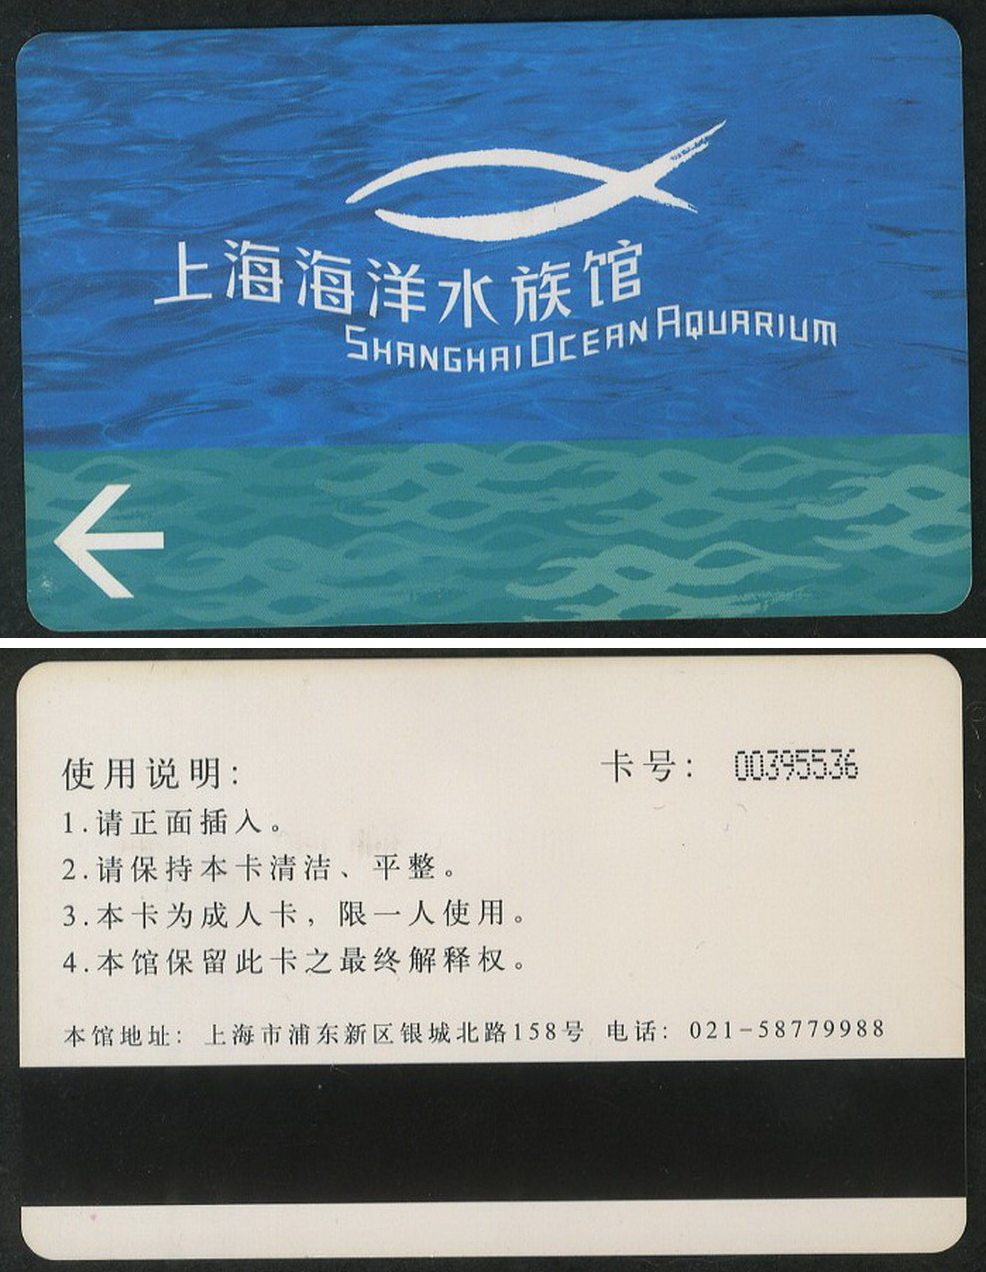 上海海洋水族馆
SHANGHAI OCEAN AQUARIUM
使用说明：
卡号： 00395536
1.请正面插入。
2.请保持本卡清洁、平整。
3.本卡为成人卡，限一人使用。
4.本馆保留此卡之最终解释权。
本馆地址：上海市浦东新区银城北路158号 电话：021-58779988